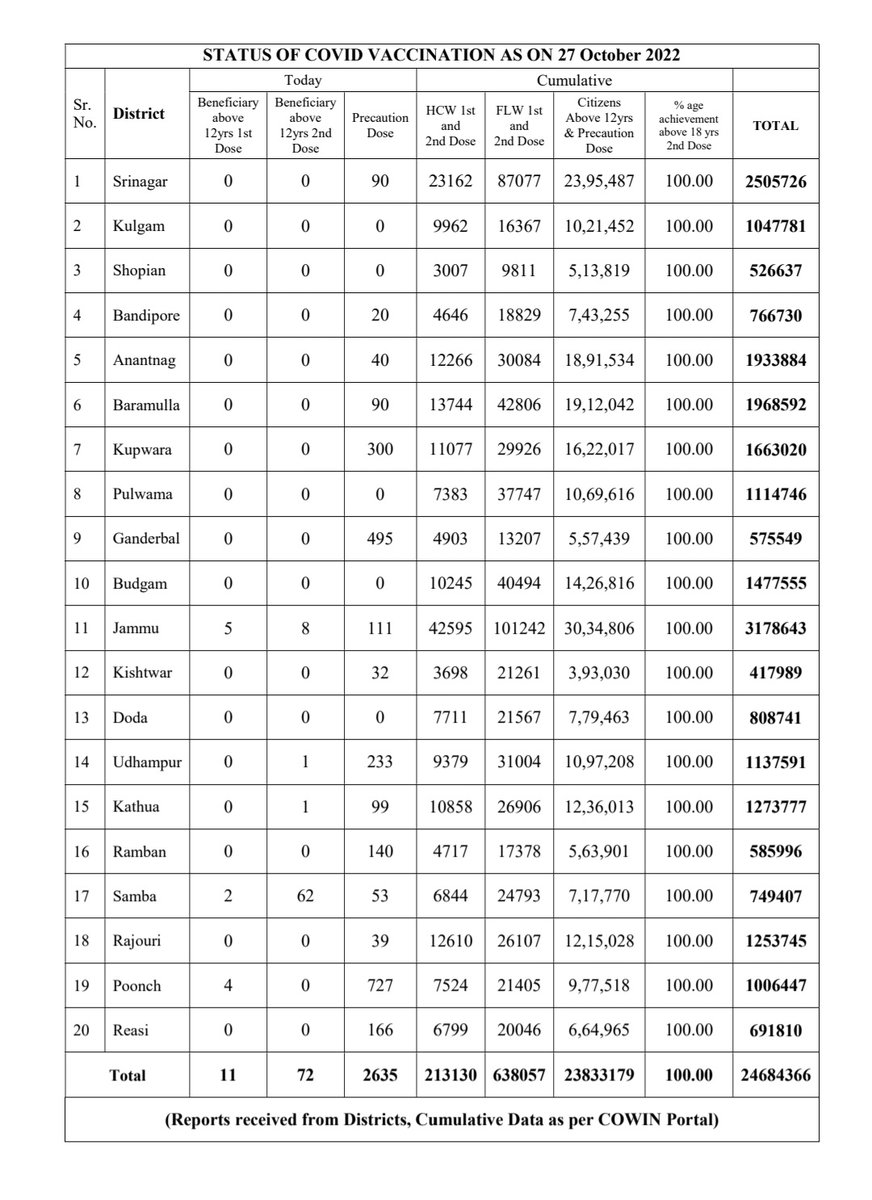 STATUS OF COVID VACCINATION AS ON 27 October 2022
Sr. No. District Today Cumulative
Beneficiary above 12yrs 1st Dose Beneficiary above 12yrs 2nd Dose Precaution Dose HCW 1st and 2nd Dose FLW 1st and 2nd Dose Citizens Above 12yrs & Precaution Dose % age achievement above 18 yrs 2nd Dose TOTAL
1 Srinagar 0 0 90 23162 87077 23,95,487 100.00 2505726
2 Kulgam 0 0 0 9962 16367 10,21,452 100.00 1047781
3 Shopian 0 0 0 3007 9811 5,13,819 100.00 526637
4 Bandipore 0 0 20 4646 18829 7,43,255 100.00 766730
5 Anantnag 0 0 40 12266 30084 18,91,534 100.00 1933884
6 Baramulla 0 0 90 13744 42806 19,12,042 100.00 1968592
7 Kupwara 0 0 300 11077 29926 16,22,017 100.00 1663020
8 Pulwama 0 0 0 7383 37747 10,69,616 100.00 1114746
9 Ganderbal 0 0 495 4903 13207 5,57,439 100.00 575549
10 Budgam 0 0 0 10245 40494 14,26,816 100.00 1477555
11 Jammu 5 8 111 42595 101242 30,34,806 100.00 3178643
12 Kishtwar 0 0 32 3698 21261 3,93,030 100.00 417989
13 Doda 0 0 0 7711 21567 7,79,463 100.00 808741
14 Udhampur 0 1 233 9379 31004 10,97,208 100.00 1137591
15 Kathua 0 1 99 10858 26906 12,36,013 100.00 1273777
16 Ramban 0 0 140 4717 17378 5,63,901 100.00 585996
17 Samba 2 62 53 6844 24793 7,17,770 100.00 749407
18 Rajouri 0 0 39 12610 26107 12,15,028 100.00 1253745
19 Poonch 4 0 727 7524 21405 9,77,518 100.00 1006447
20 Reasi 0 0 166 6799 20046 6,64,965 100.00 691810
Total 11 72 2635 213130 638057 23833179 100.00 24684366
(Reports received from Districts, Cumulative Data as per COWIN Portal)